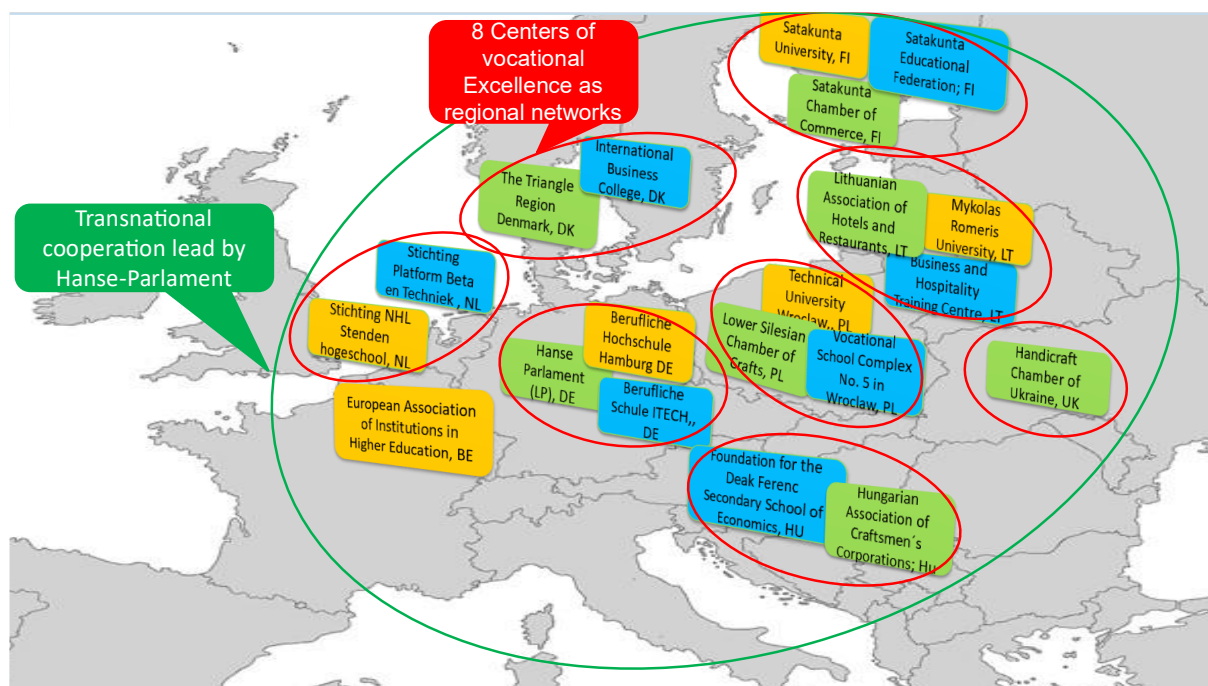 8 Centers of
vocational
Excellence as
regional networks
Satakunta
University, FI
Satakunta
Educational
Federation; FI
Satakunta
Chamber of
Commerce, FI
International
Business
College, DK
The Triangle
Region
Denmark, DK
Lithuanian
Association of
Hotels and
Restaurants, LT
Mykolas
Romeris
University, LT
Business and
Hospitality
Training Centre, LT
Transnational
cooperation lead by
Hanse-Parlament
Stichting
Platform Beta
en Techniek , NL
Stichting NHL
Stenden
hogeschool, NL
Technical
University
Wroclaw,, PL
Lower Silesian
Chamber of
Crafts, PL
Vocational
School Complex
No. 5 in
Wroclaw, PL
Berufliche
Hochschule
Hamburg DE
Hanse
Parlament
(LP), DE
Berufliche
Schule ITECH,,
DE
Handicraft
Chamber of
Ukraine, UK
European Association
of Institutions in
Higher Education, BE
Foundation for the
Deak Ferenc
Secondary School of
Economics, HU
Hungarian
Association of
Craftsmen´s
Corporations; Hu